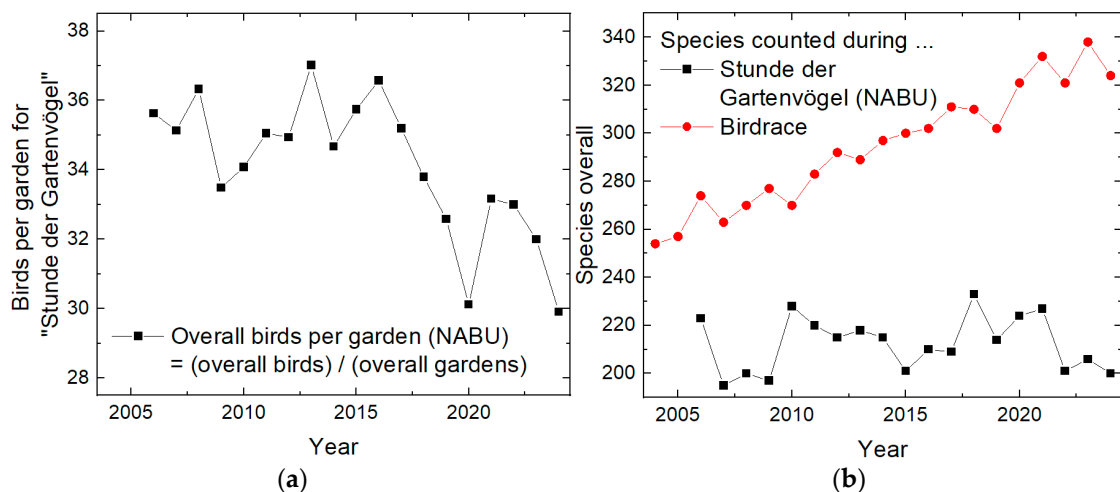 38
36
34
32
30
28
Birds per garden for
"Stunde der Gartenvögel"
Overall birds per garden (NABU)
= (overall birds) / (overall gardens)
2005
2010
2015
2020
Year
(a)
340
320
300
280
260
240
220
200
Species overall
Species counted during ...
Stunde der
Gartenvögel (NABU)
Birdrace
2005
2010
2015
2020
Year
(b)